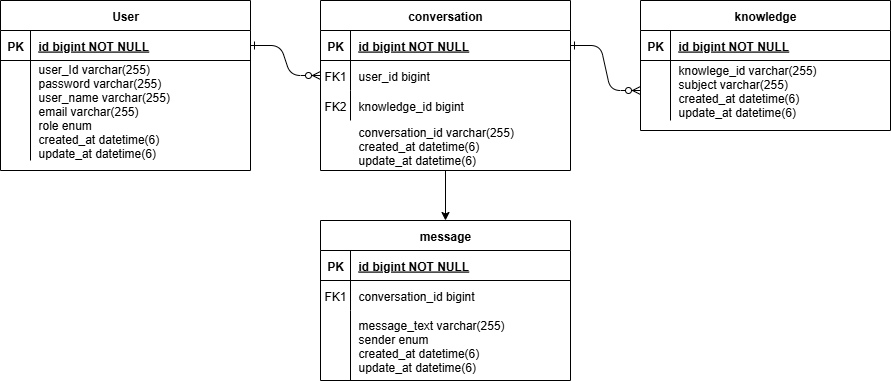 User
PK id bigint NOT NULL
user_Id varchar(255)
password varchar(255)
user_name varchar(255)
email varchar(255)
role enum
created_at datetime(6)
update_at datetime(6)
conversation
PK id bigint NOT NULL
FK1 user_id bigint
FK2 knowledge_id bigint
conversation_id varchar(255)
created_at datetime(6)
update_at datetime(6)
knowledge
PK id bigint NOT NULL
knowlege_id varchar(255)
subject varchar(255)
created_at datetime(6)
update_at datetime(6)
message
PK id bigint NOT NULL
FK1 conversation_id bigint
message_text varchar(255)
sender enum
created_at datetime(6)
update_at datetime(6)